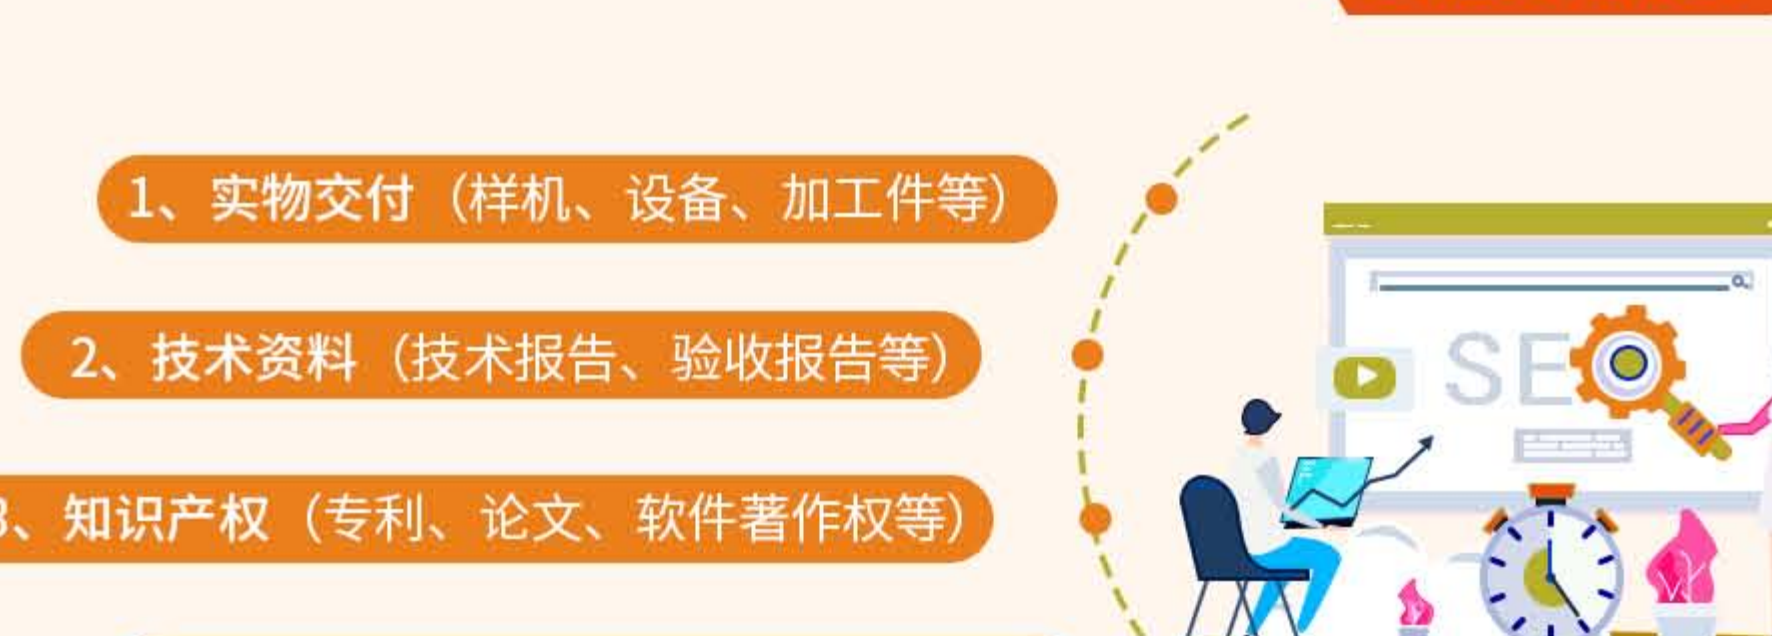 1、实物交付（样机、设备、加工件等）
2、技术资料（技术报告、验收报告等）
3、知识产权（专利、论文、软件著作权等）
SE